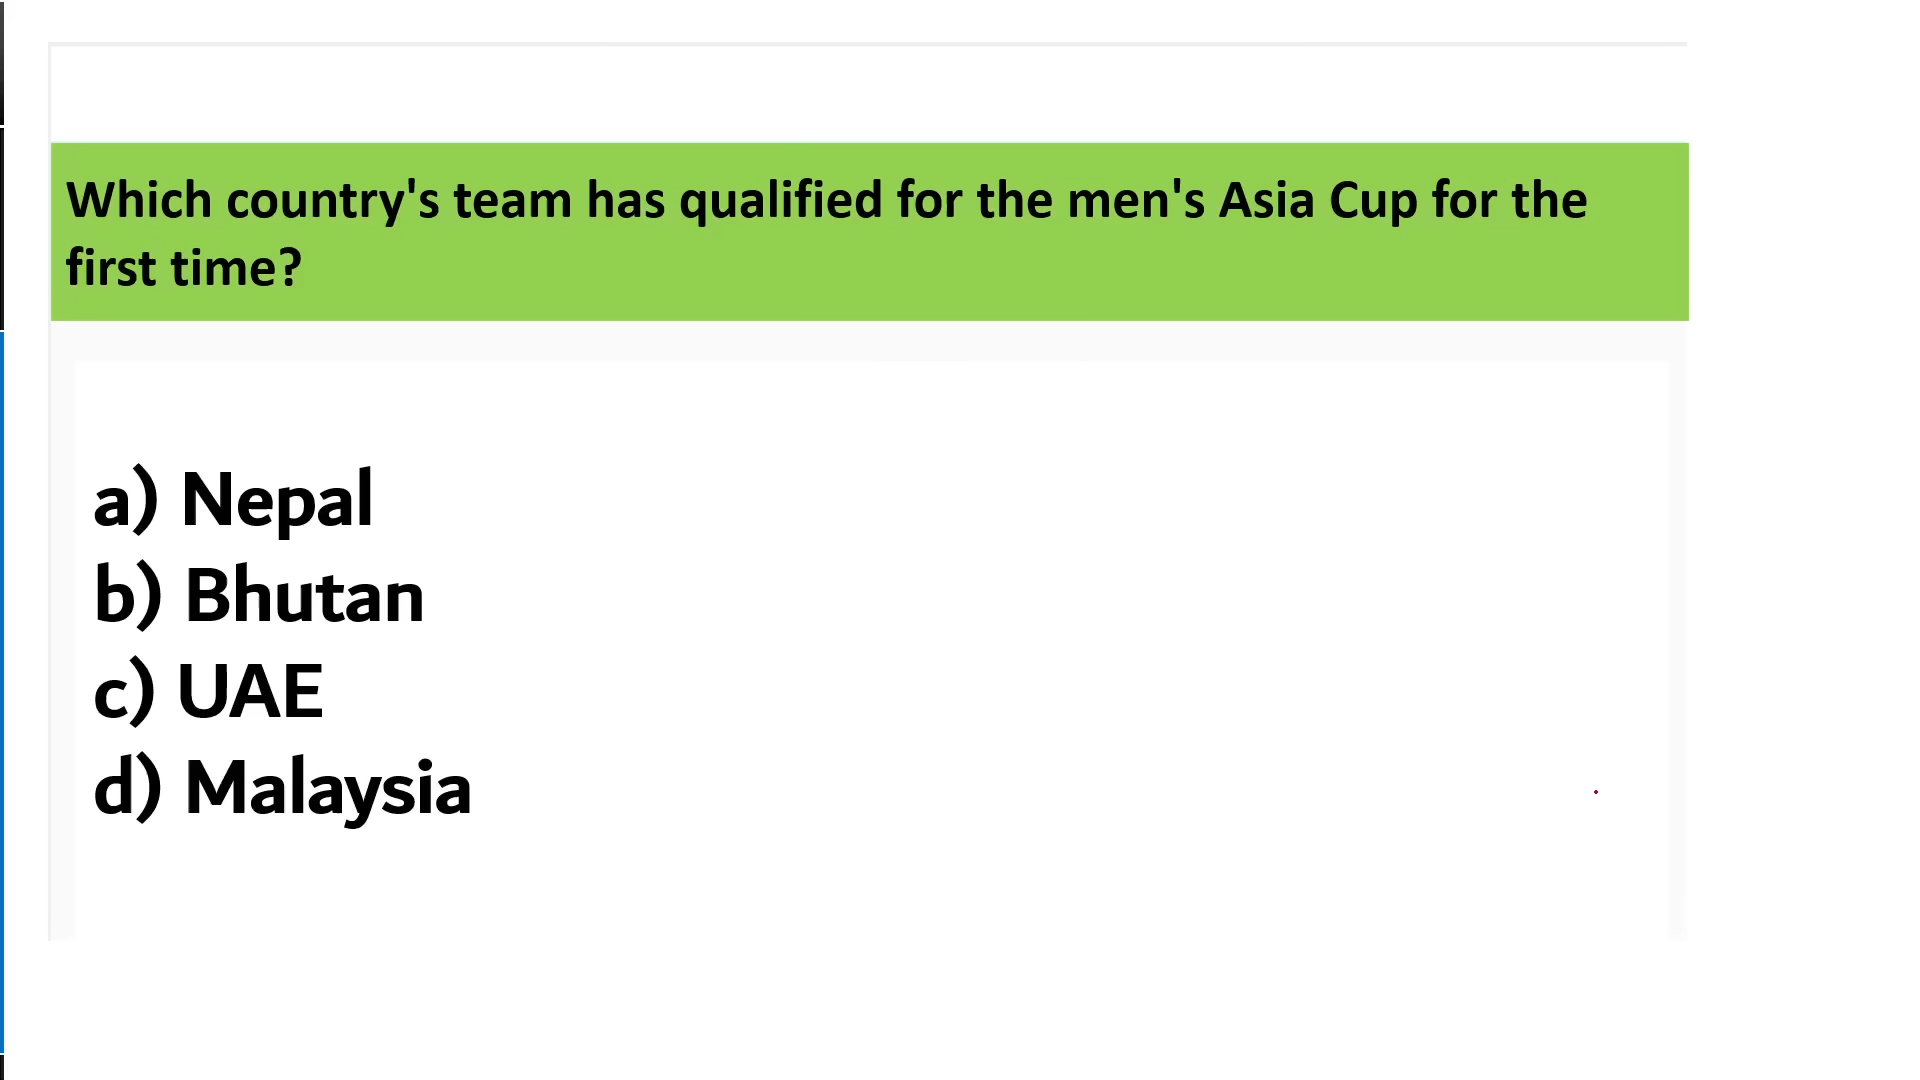 Which country's team has qualified for the men's Asia Cup for the
first time?
a) Nepal
b) Bhutan
c) UAE
d) Malaysia